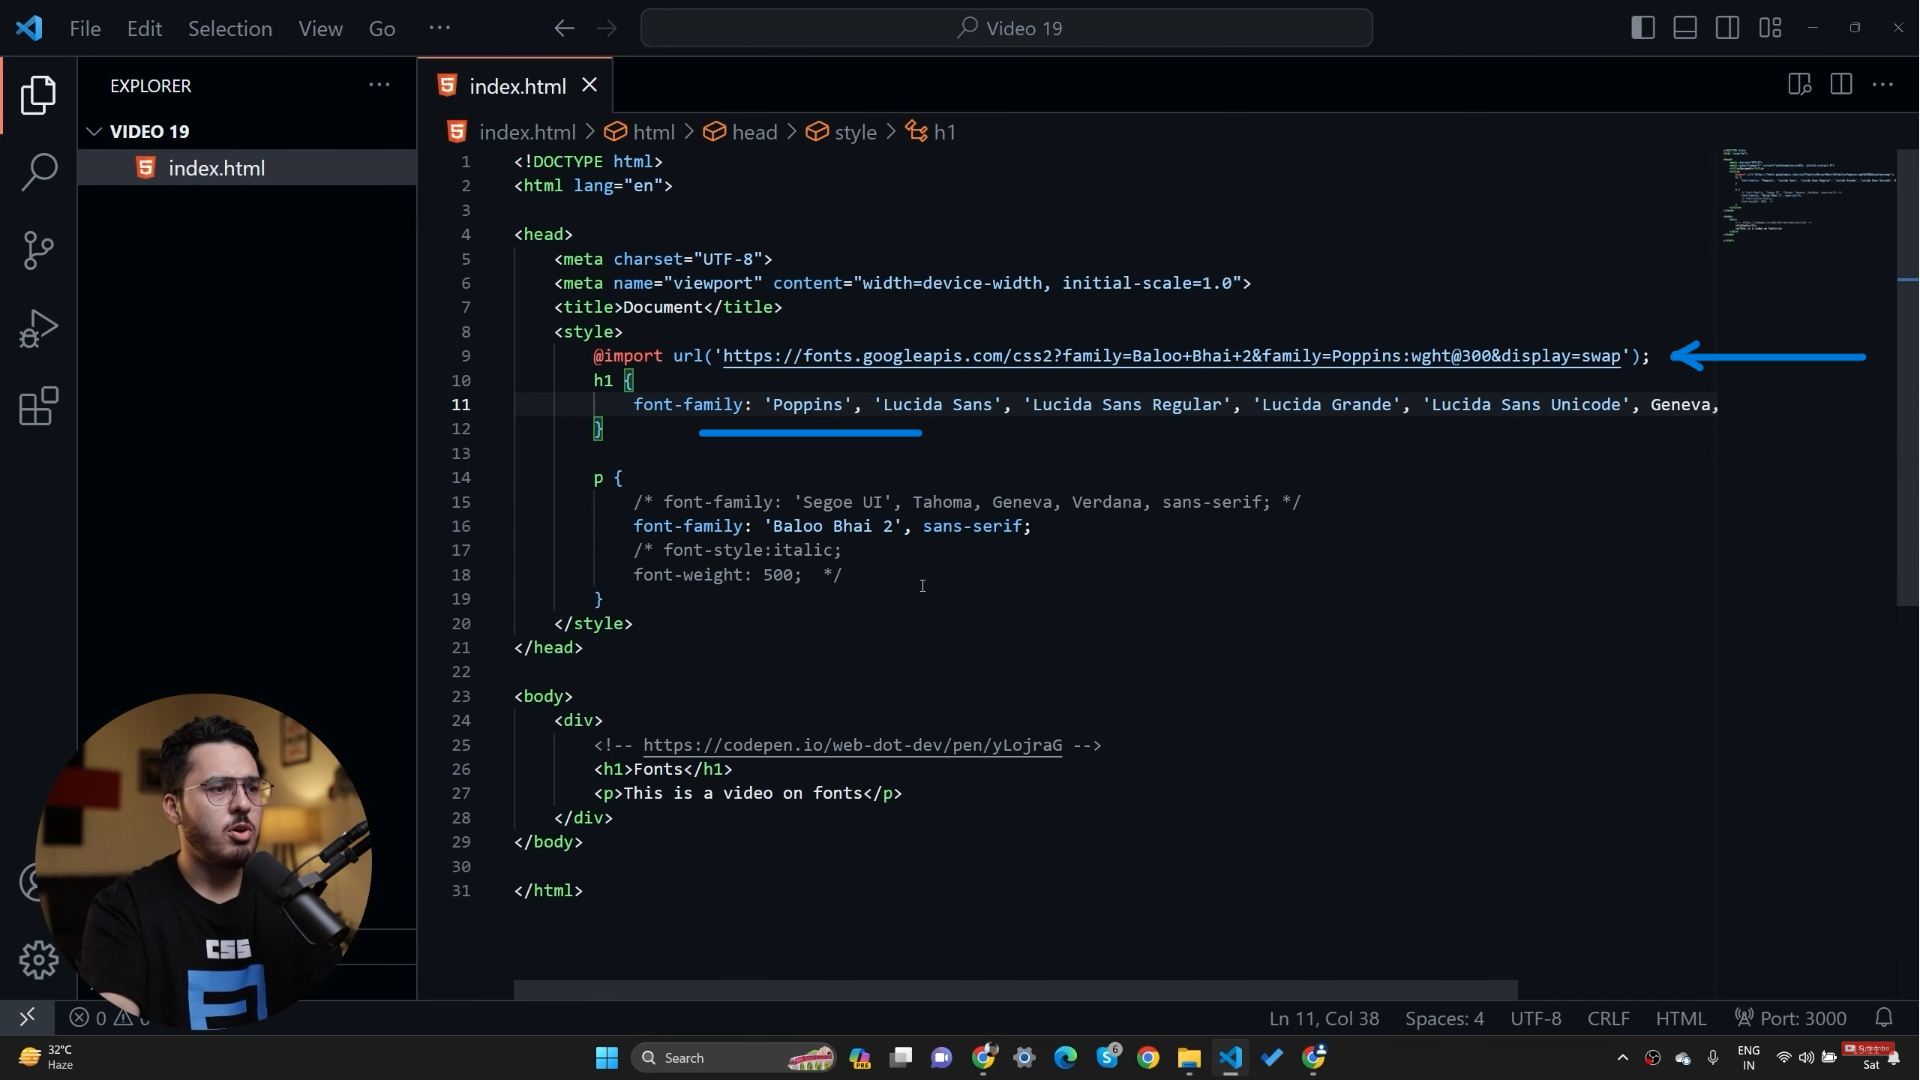 File Edit Selection View Go ···
Video 19
EXPLORER ···
VIDEO 19
index.html
index.html
index.html > html > head > style > h1
1 <!DOCTYPE html>
2 <html lang="en">
3
4 <head>
5 <meta charset="UTF-8">
6 <meta name="viewport" content="width=device-width, initial-scale=1.0">
7 <title>Document</title>
8 <style>
9 @import url('https://fonts.googleapis.com/css2?family=Baloo+Bhai+2&family=Poppins:wght@300&display=swap');
10 h1 {
11 font-family: 'Poppins', 'Lucida Sans', 'Lucida Sans Regular', 'Lucida Grande', 'Lucida Sans Unicode', Geneva,
12 }
13
14 p {
15 /* font-family: 'Segoe UI', Tahoma, Geneva, Verdana, sans-serif; */
16 font-family: 'Baloo Bhai 2', sans-serif;
17 /* font-style:italic;
18 font-weight: 500; */
19 }
20 </style>
21 </head>
22
23 <body>
24 <div>
25 <!-- https://codepen.io/web-dot-dev/pen/yLojraG -->
26 <h1>Fonts</h1>
27 <p>This is a video on fonts</p>
28 </div>
29 </body>
30
31 </html>
CSS
0
Ln 11, Col 38 Spaces: 4 UTF-8 CRLF HTML Port: 3000
32°C
Haze
Search
PRE
6
ENG
IN
Subscribe
Sat